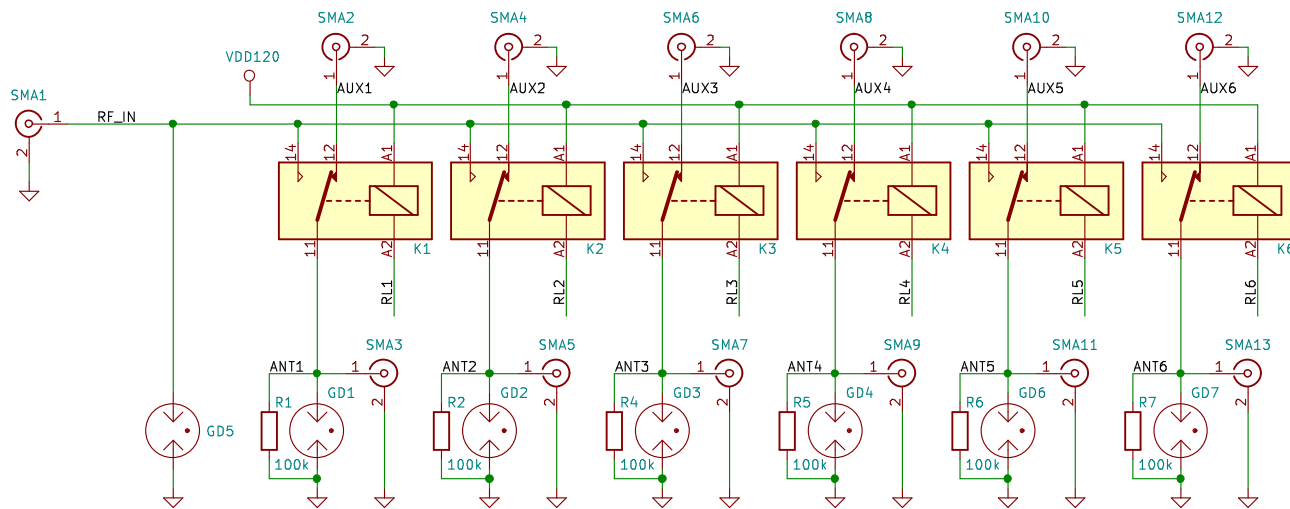 SMA2 SMA4 SMA6 SMA8 SMA10 SMA12
2 2 2 2 2 2
VDD120
1 1 1 1 1 1
AUX1 AUX2 AUX3 AUX4 AUX5 AUX6
SMA1
1 RF_IN
2
14 12 A1 14 12 A1 14 12 A1 14 12 A1 14 12 A1 14 12 A1
11 A2 K1 11 A2 K2 11 A2 K3 11 A2 K4 11 A2 K5 11 A2 K6
RL1 RL2 RL3 RL4 RL5 RL6
SMA3 SMA5 SMA7 SMA9 SMA11 SMA13
ANT1 1 ANT2 1 ANT3 1 ANT4 1 ANT5 1 ANT6 1
GD1 GD2 GD3 GD4 GD6 GD7
R1 2 R2 2 R4 2 R5 2 R6 2 R7 2
GD5
100k 100k 100k 100k 100k 100k